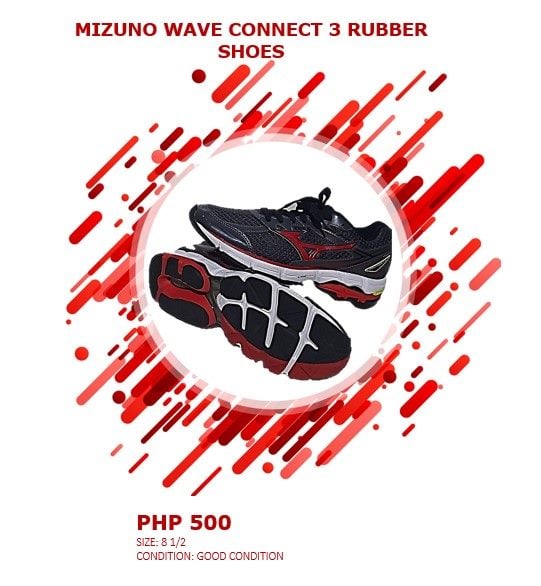 MIZUNO WAVE CONNECT 3 RUBBER
SHOES
PHP 500
SIZE: 8 1/2
CONDITION: GOOD CONDITION